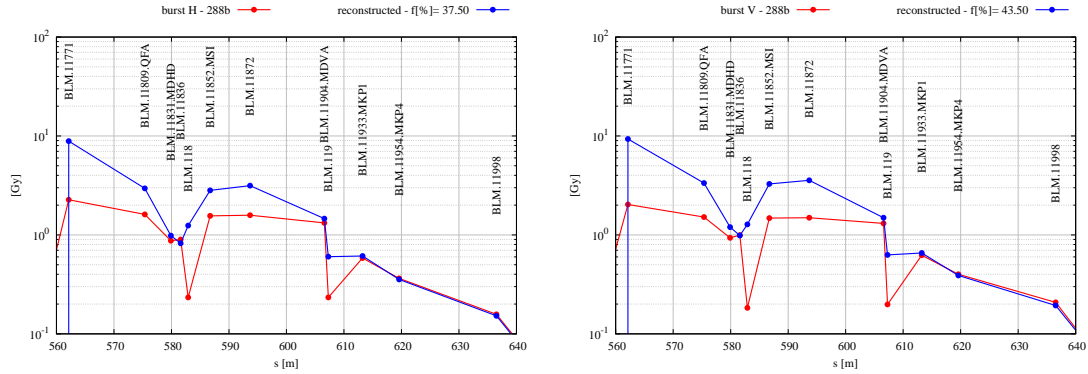 burst H - 288b
reconstructed - f[%]= 37.50
10^2
10^1
10^0
10^-1
[Gy]
BLM.11771
BLM.11809.QFA
BLM.11831.MDHD
BLM.11836
BLM.118
BLM.11852.MSI
BLM.11872
BLM.11904.MDVA
BLM.119
BLM.11933.MKP1
BLM.11954.MKP4
BLM.11998
560 570 580 590 600 610 620 630 640
s [m]
burst V - 288b
reconstructed - f[%]= 43.50
10^2
10^1
10^0
10^-1
[Gy]
BLM.11771
BLM.11809.QFA
BLM.11831.MDHD
BLM.11836
BLM.118
BLM.11852.MSI
BLM.11872
BLM.11904.MDVA
BLM.119
BLM.11933.MKP1
BLM.11954.MKP4
BLM.11998
560 570 580 590 600 610 620 630 640
s [m]